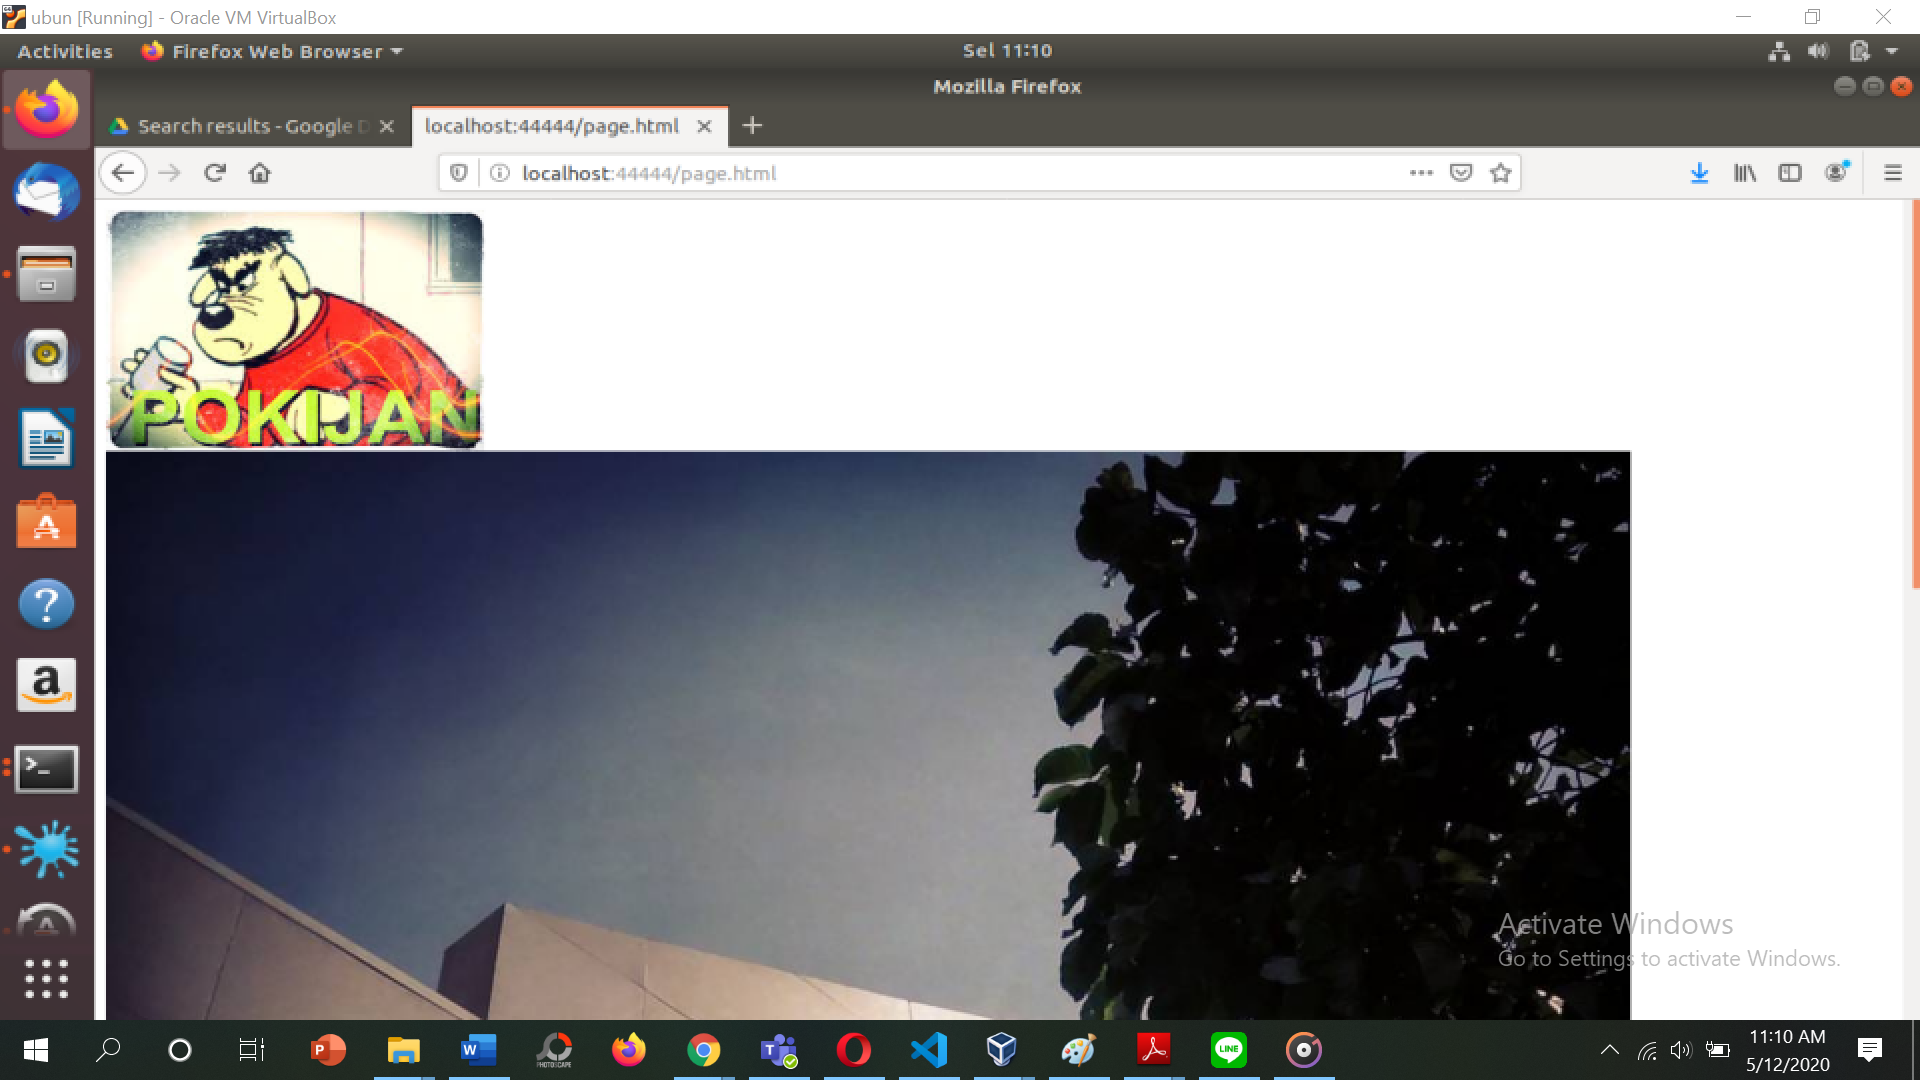 ubun [Running] - Oracle VM VirtualBox
Activities
Firefox Web Browser
Sel 11:10
Mozilla Firefox
Search results - Google D
localhost:44444/page.html
localhost:44444/page.html
POKIJAN
Activate Windows
Go to Settings to activate Windows.
PHOTOSCAPE
LINE
11:10 AM
5/12/2020